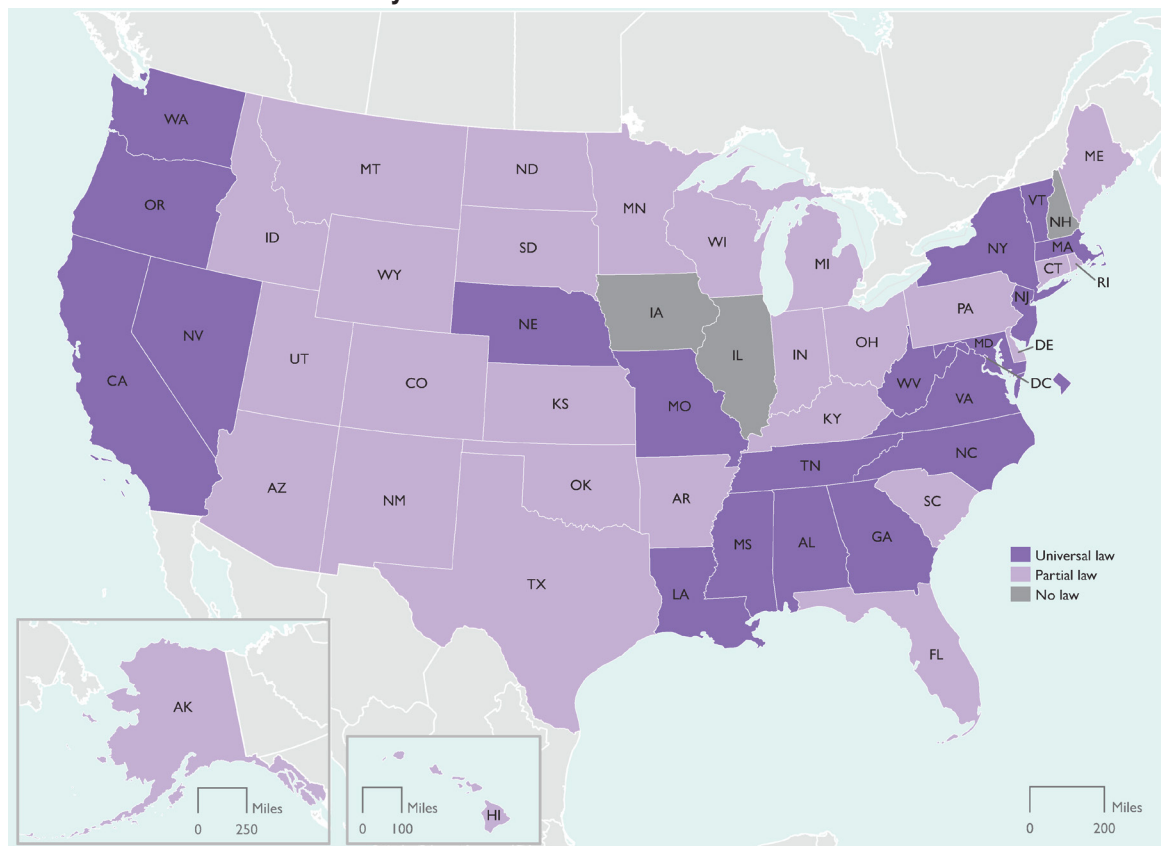 WA
MT
ND
ME
OR
MN
VT
NH
ID
SD
WI
NY
MA
WY
MI
CT
RI
IA
PA
NJ
NE
NV
UT
IL
IN
OH
MD
DE
CA
CO
WV
DC
KS
MO
VA
KY
NC
TN
AZ
OK
NM
AR
SC
MS
AL
GA
Universal law
TX
Partial law
LA
No law
FL
AK
HI
Miles
0 250
Miles
0 100
Miles
0 200